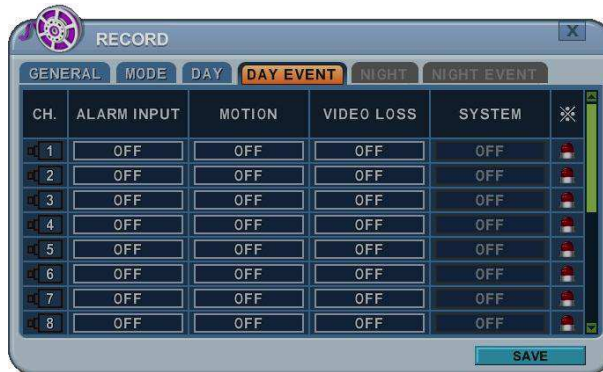 RECORD X
GENERAL MODE DAY DAY EVENT NIGHT NIGHT EVENT
CH. ALARM INPUT MOTION VIDEO LOSS SYSTEM ※
1 OFF OFF OFF OFF
2 OFF OFF OFF OFF
3 OFF OFF OFF OFF
4 OFF OFF OFF OFF
5 OFF OFF OFF OFF
6 OFF OFF OFF OFF
7 OFF OFF OFF OFF
8 OFF OFF OFF OFF
SAVE